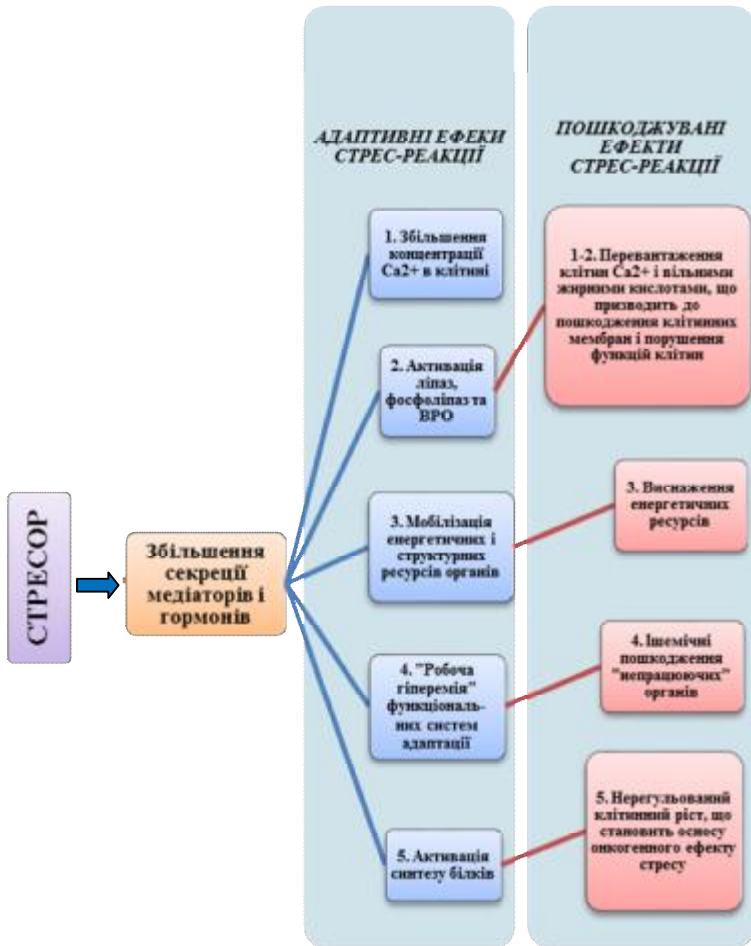 СТРЕСОР
Збільшення
секреції
медіаторів і
гормонів
АДАПТИВНІ ЕФЕКИ
СТРЕС-РЕАКЦІЇ
1. Збільшення
концентрації
Ca2+ в клітині
2. Активація
ліпаз,
фосфоліпаз та
ВРО
3. Мобілізація
енергетичних і
структурних
ресурсів органів
4. "Робоча
гіперемія"
функціональ-
них систем
адаптації
5. Активація
синтезу білків
ПОШКОДЖУВАНІ
ЕФЕКТИ
СТРЕС-РЕАКЦІЇ
1-2. Перевантаження
клітин Ca2+ і вільними
жирними кислотами, що
призводить до
пошкодження клітинних
мембран і порушення
функцій клітин
3. Виснаження
енергетичних
ресурсів
4. Ішемічні
пошкодження
"непрацюючих"
органів
5. Нерегульований
клітинний ріст, що
становить основу
онкогенного ефекту
стресу